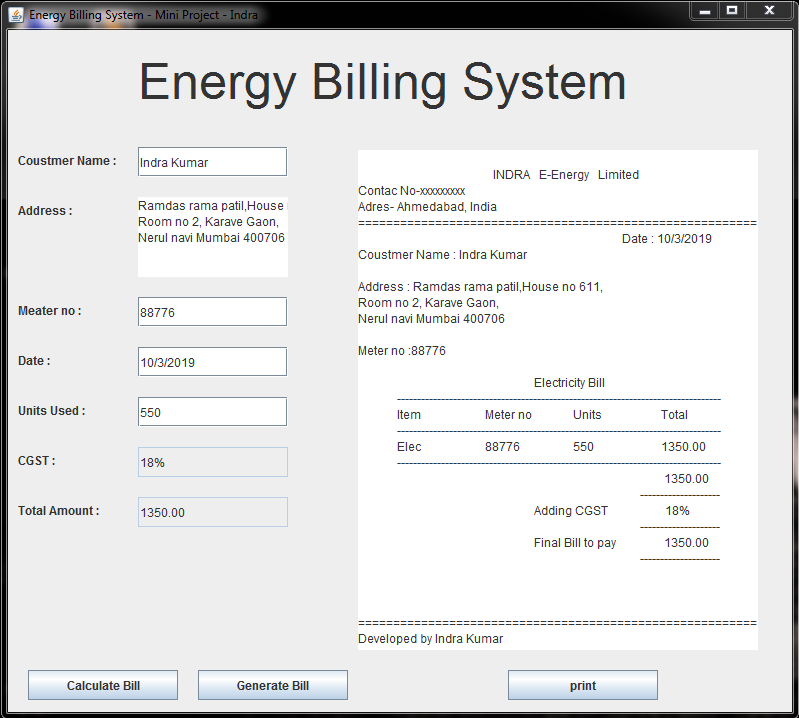 Energy Billing System - Mini Project - Indra
Energy Billing System
Coustmer Name :
Indra Kumar
Address :
Ramdas rama patil,House
Room no 2, Karave Gaon,
Nerul navi Mumbai 400706
Meater no :
88776
Date :
10/3/2019
Units Used :
550
CGST :
18%
Total Amount :
1350.00
INDRA E-Energy Limited
Contac No-xxxxxxxxx
Adres- Ahmedabad, India
=========================================================
Date : 10/3/2019
Coustmer Name : Indra Kumar
Address : Ramdas rama patil,House no 611,
Room no 2, Karave Gaon,
Nerul navi Mumbai 400706
Meter no :88776
Electricity Bill
---------------------------------------------------------------------------------
Item Meter no Units Total
---------------------------------------------------------------------------------
Elec 88776 550 1350.00
---------------------------------------------------------------------------------
1350.00
--------------------
Adding CGST 18%
--------------------
Final Bill to pay 1350.00
--------------------
=========================================================
Developed by Indra Kumar
Calculate Bill
Generate Bill
print